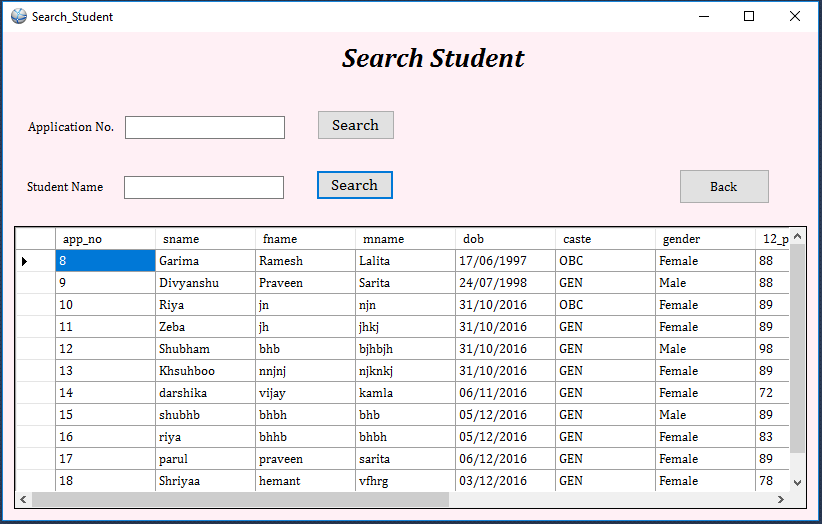 Search_Student
Search Student
Application No. Search
Student Name Search Back
app_no sname fname mname dob caste gender 12_p
8 Garima Ramesh Lalita 17/06/1997 OBC Female 88
9 Divyanshu Praveen Sarita 24/07/1998 GEN Male 88
10 Riya jn njn 31/10/2016 OBC Female 89
11 Zeba jh jhkj 31/10/2016 GEN Female 89
12 Shubham bhb bjhbjh 31/10/2016 GEN Male 98
13 Khsuhboo nnjnj njknkj 31/10/2016 GEN Female 89
14 darshika vijay kamla 06/11/2016 GEN Female 72
15 shubhb bhbh bhb 05/12/2016 GEN Male 89
16 riya bhhb bhbh 05/12/2016 GEN Female 83
17 parul praveen sarita 06/12/2016 GEN Female 89
18 Shriyaa hemant vfhrg 03/12/2016 GEN Female 78